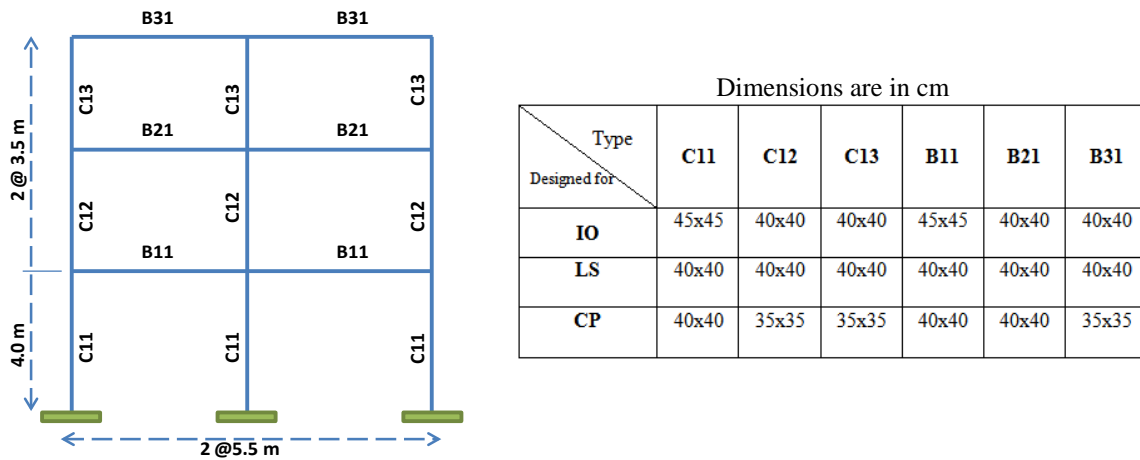 B31 B31
C13 C13 C13
B21 B21
2 @ 3.5 m
C12 C12 C12
B11 B11
4.0 m
C11 C11 C11
2 @5.5 m
Dimensions are in cm
Type
Designed for
C11 C12 C13 B11 B21 B31
IO 45x45 40x40 40x40 45x45 40x40 40x40
LS 40x40 40x40 40x40 40x40 40x40 40x40
CP 40x40 35x35 35x35 40x40 40x40 35x35